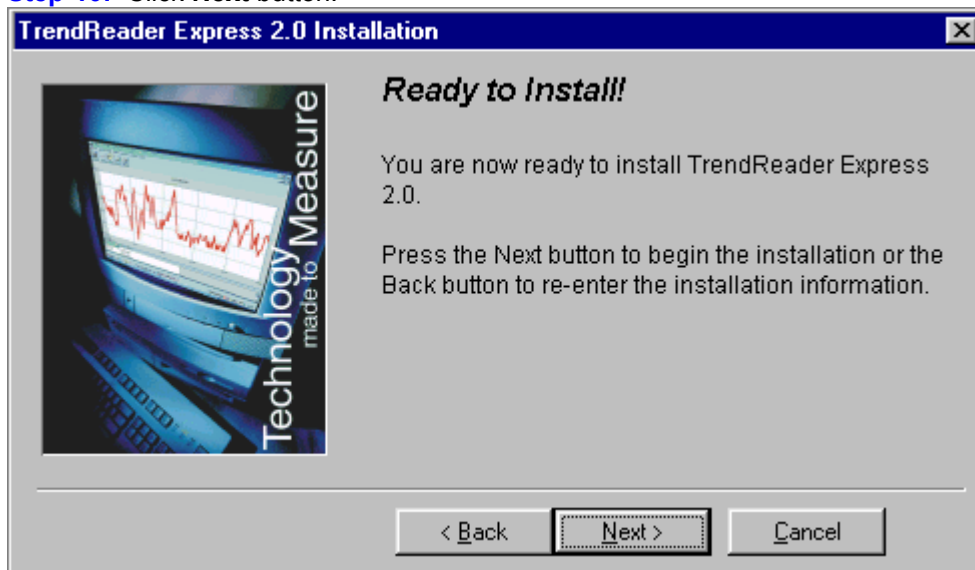 TrendReader Express 2.0 Installation
Ready to Install!
You are now ready to install TrendReader Express
2.0.
Press the Next button to begin the installation or the
Back button to re-enter the installation information.
Technology
made to Measure
< Back
Next >
Cancel